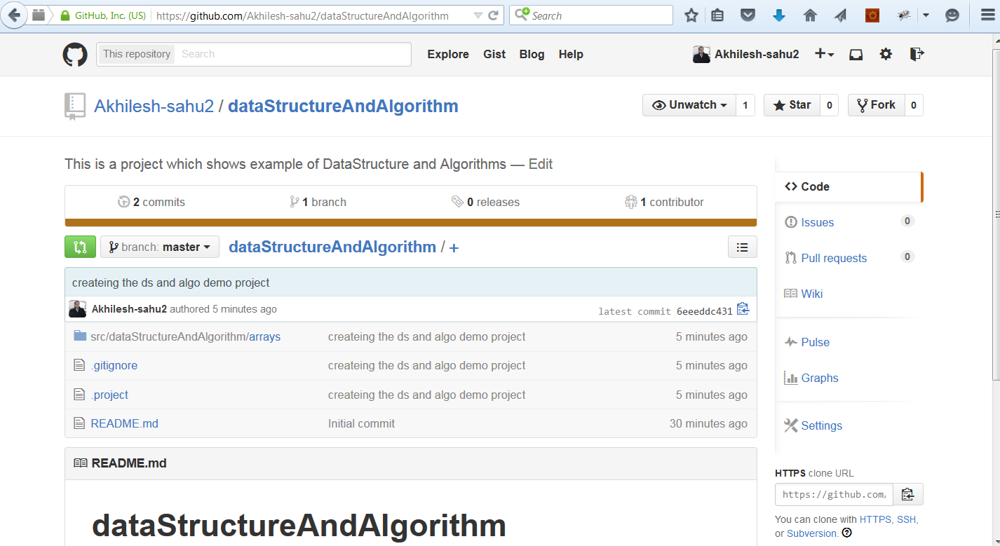 GitHub, Inc. (US) https://github.com/Akhilesh-sahu2/dataStructureAndAlgorithm Search
This repository Search Explore Gist Blog Help Akhilesh-sahu2
Akhilesh-sahu2 / dataStructureAndAlgorithm Unwatch 1 Star 0 Fork 0
This is a project which shows example of DataStructure and Algorithms — Edit
2 commits 1 branch 0 releases 1 contributor
branch: master dataStructureAndAlgorithm / +
createing the ds and algo demo project
Akhilesh-sahu2 authored 5 minutes ago latest commit 6eeeddc431
src/dataStructureAndAlgorithm/arrays createing the ds and algo demo project 5 minutes ago
.gitignore createing the ds and algo demo project 5 minutes ago
.project createing the ds and algo demo project 5 minutes ago
README.md Initial commit 30 minutes ago
README.md
dataStructureAndAlgorithm
Code
Issues 0
Pull requests 0
Wiki
Pulse
Graphs
Settings
HTTPS clone URL
https://github.com/
You can clone with HTTPS, SSH,
or Subversion.